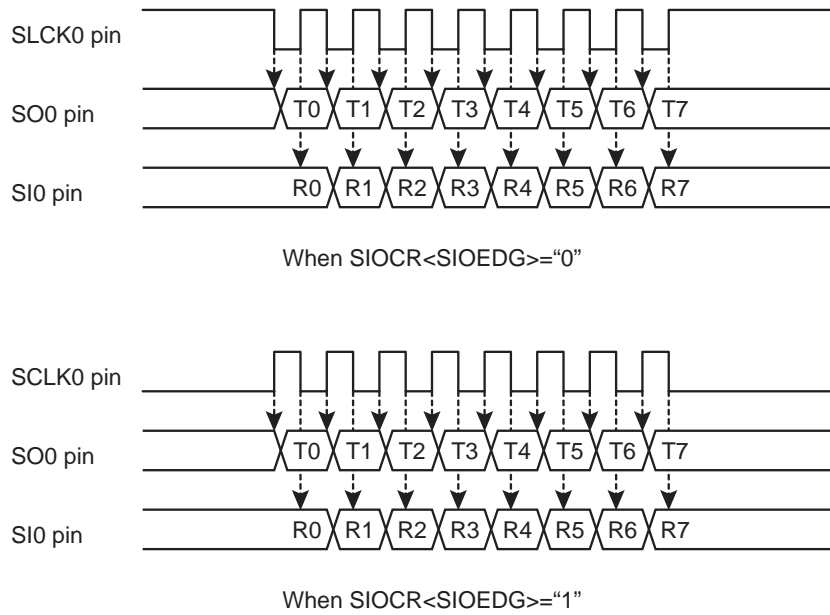 SLCK0 pin
SO0 pin T0 T1 T2 T3 T4 T5 T6 T7
SI0 pin R0 R1 R2 R3 R4 R5 R6 R7
When SIOCR<SIOEDG>=“0”
SCLK0 pin
SO0 pin T0 T1 T2 T3 T4 T5 T6 T7
SI0 pin R0 R1 R2 R3 R4 R5 R6 R7
When SIOCR<SIOEDG>=“1”